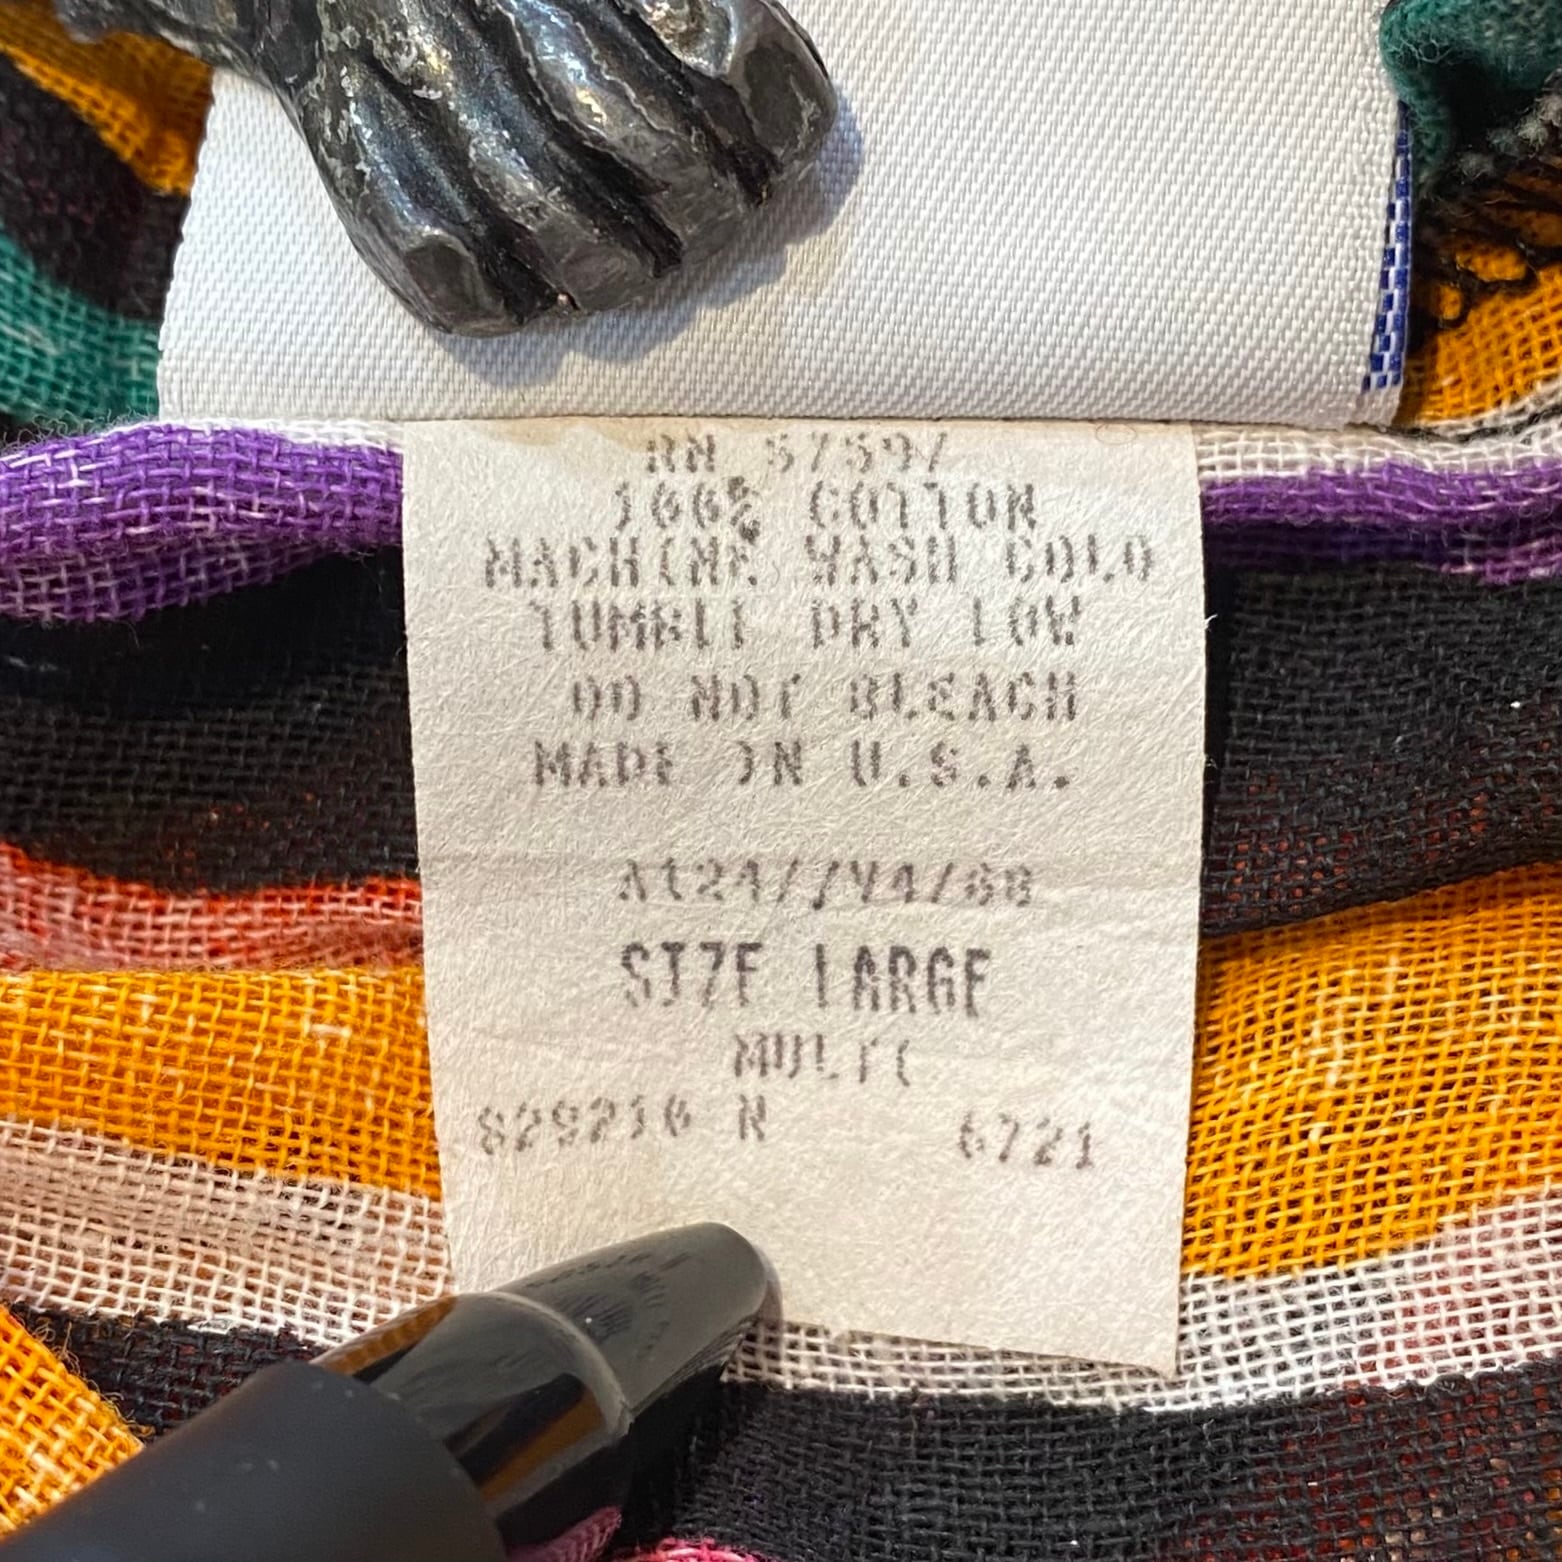 RN 57597
100% COTTON
MACHINE WASH COLD
TUMBLE DRY LOW
DO NOT BLEACH
MADE IN U.S.A.
SIZE LARGE
MULTI
829216 N 6721